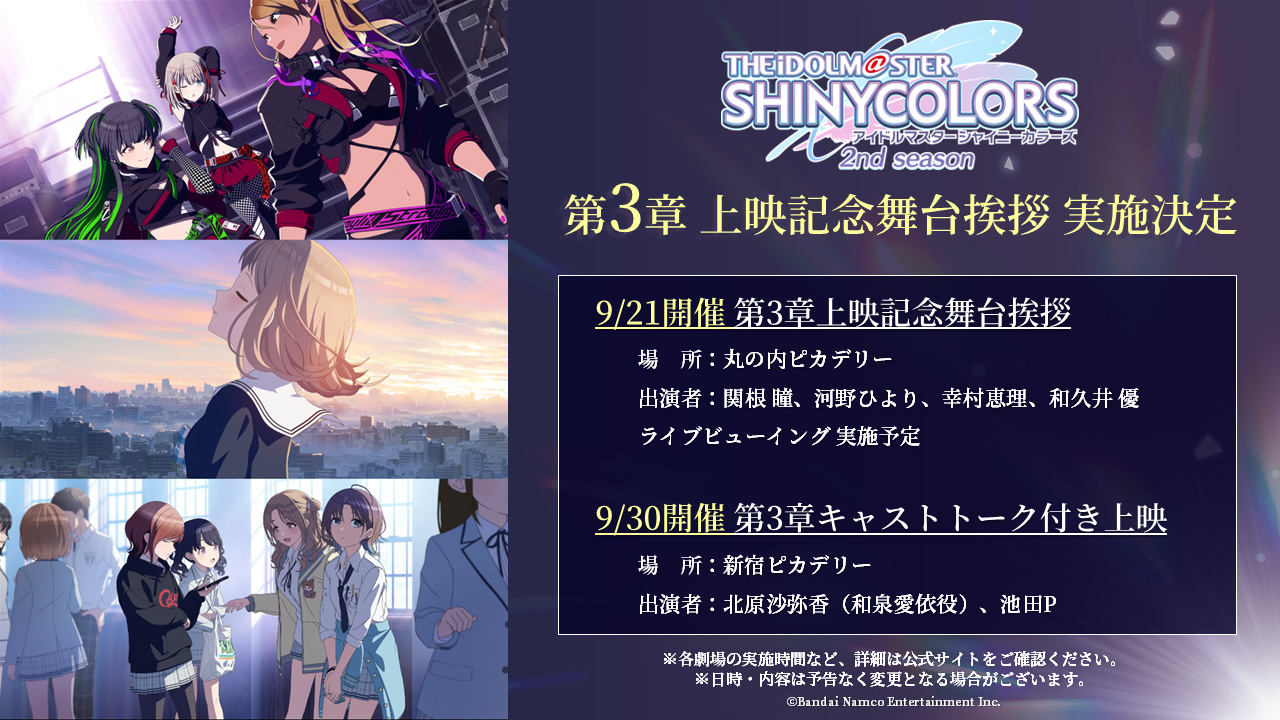 THE iDOLM@STER
SHINYCOLORS
アイドルマスター シャイニーカラーズ
2nd season
第3章 上映記念舞台挨拶 実施決定
9/21開催 第3章上映記念舞台挨拶
場　所：丸の内ピカデリー
出演者：関根 瞳、河野ひより、幸村恵理、和久井 優
ライブビューイング 実施予定
9/30開催 第3章キャストトーク付き上映
場　所：新宿ピカデリー
出演者：北原沙弥香（和泉愛依役）、池田P
※各劇場の実施時間など、詳細は公式サイトをご確認ください。
※日時・内容は予告なく変更となる場合がございます。
©Bandai Namco Entertainment Inc.